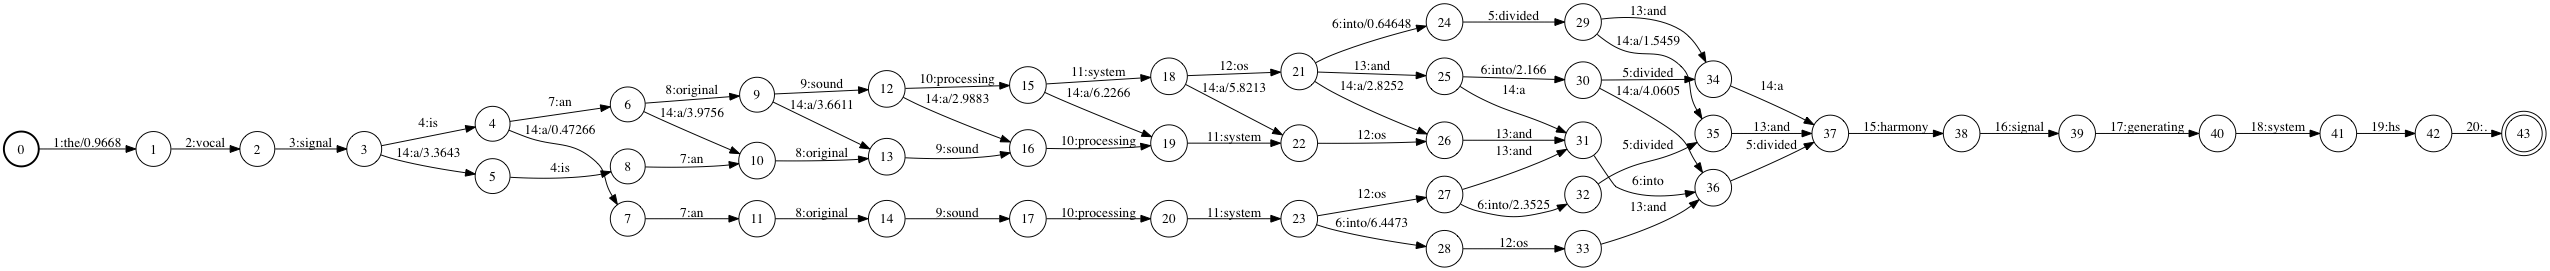 0 1:the/0.9668 1 2:vocal 2 3:signal 3
4:is 4 14:a/3.3643 5
7:an 6 14:a/0.47266 7 4:is 8
8:original 9 14:a/3.9756 7:an 10 7:an 11
9:sound 12 14:a/3.6611 8:original 13 8:original 14
10:processing 15 14:a/2.9883 9:sound 16 9:sound 17
11:system 18 14:a/6.2266 10:processing 19 10:processing 20
12:os 21 14:a/5.8213 11:system 22 11:system 23
6:into/0.64648 24 13:and 25 14:a/2.8252 12:os 26 12:os 27 6:into/6.4473 28
5:divided 29 6:into/2.166 30 14:a 13:and 13:and 31 6:into/2.3525 32 12:os 33
13:and 14:a/1.5459 5:divided 34 14:a/4.0605 5:divided 35 6:into 13:and 36
14:a 13:and 5:divided 37 15:harmony 38 16:signal 39 17:generating 40 18:system 41 19:hs 42 20:. 43